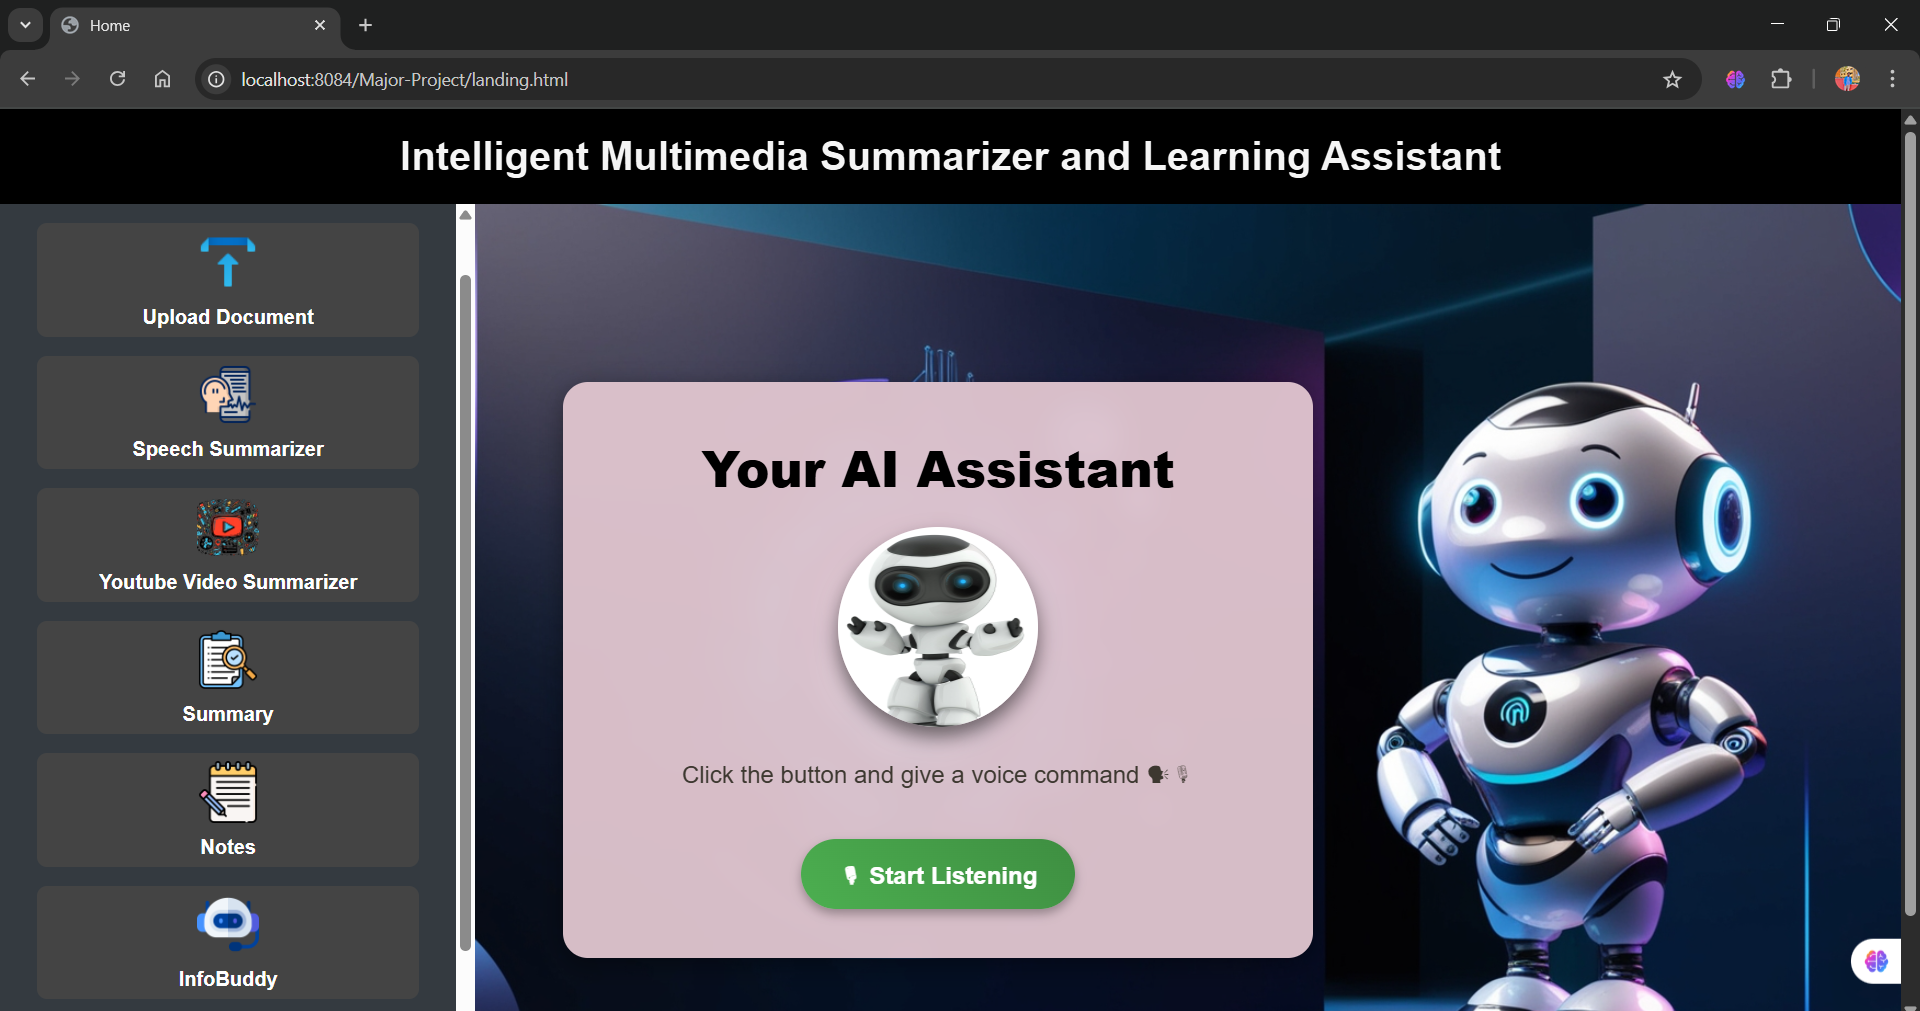 Home
localhost:8084/Major-Project/landing.html
Intelligent Multimedia Summarizer and Learning Assistant
Upload Document
Speech Summarizer
Youtube Video Summarizer
Summary
Notes
InfoBuddy
Your AI Assistant
Click the button and give a voice command 🗣️🎙️
🎙️ Start Listening